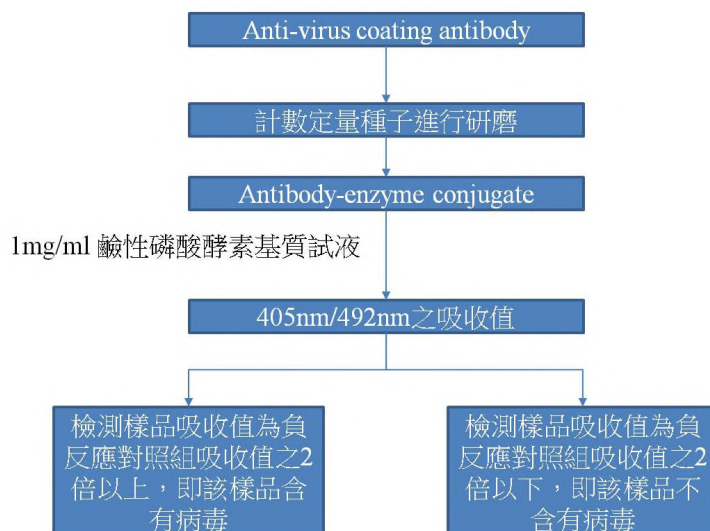 Anti-virus coating antibody
計數定量種子進行研磨
Antibody-enzyme conjugate
1mg/ml 鹼性磷酸酵素基質試液
405nm/492nm之吸收值
檢測樣品吸收值為負
反應對照組吸收值之2
倍以上，即該樣品含
有病毒
檢測樣品吸收值為負
反應對照組吸收值之2
倍以下，即該樣品不
含有病毒